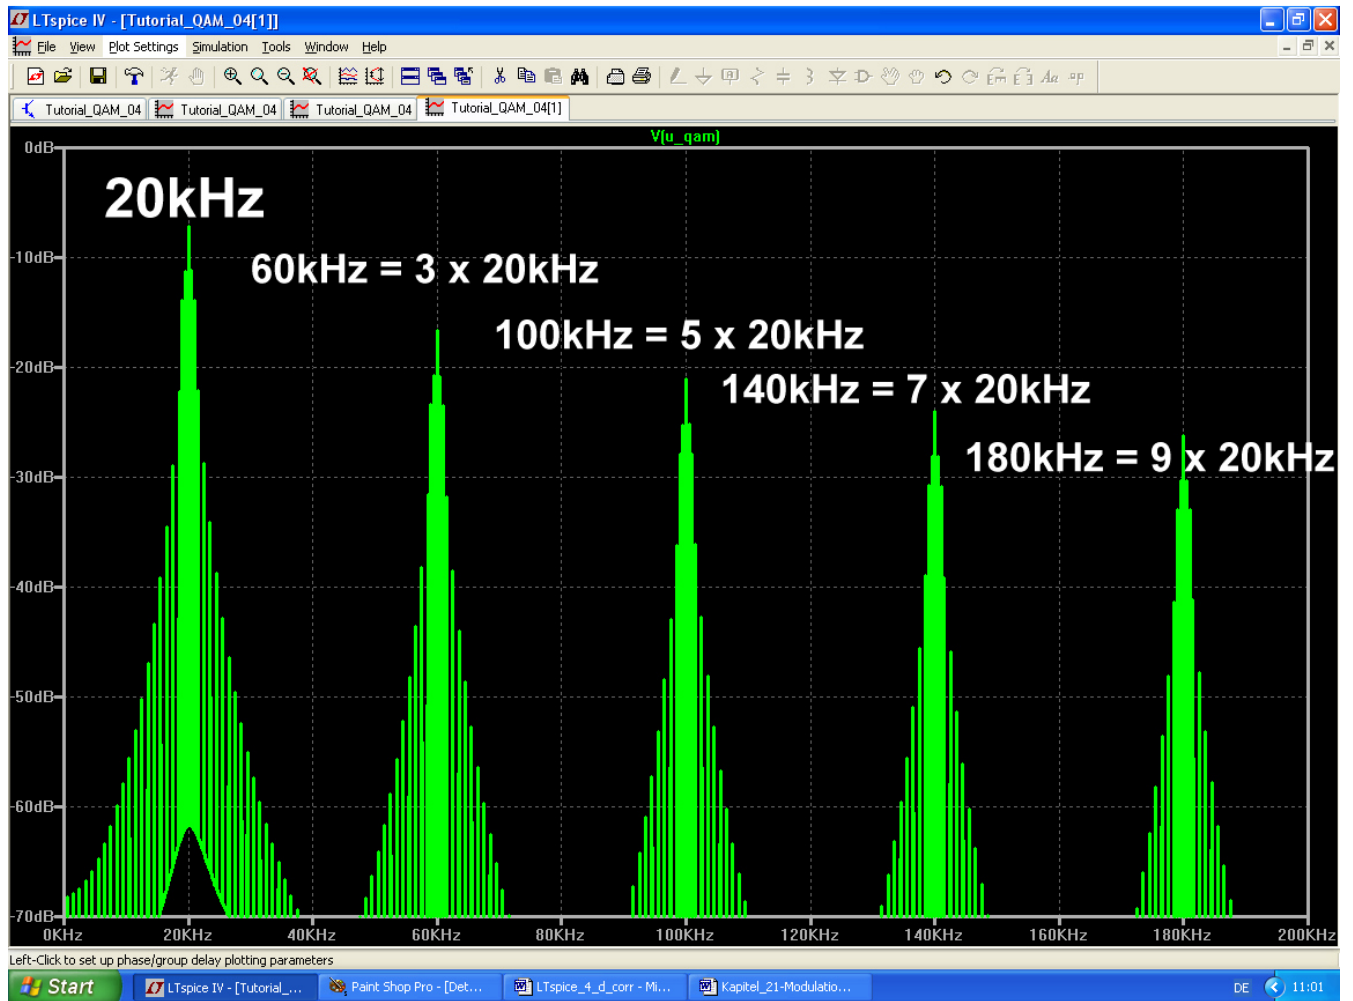 LTspice IV - [Tutorial_QAM_04[1]]
File View Plot Settings Simulation Tools Window Help
Tutorial_QAM_04 Tutorial_QAM_04 Tutorial_QAM_04 Tutorial_QAM_04[1]
V(u_qam)
0dB
20kHz
-10dB
60kHz = 3 x 20kHz
100kHz = 5 x 20kHz
-20dB
140kHz = 7 x 20kHz
180kHz = 9 x 20kHz
-30dB
-40dB
-50dB
-60dB
-70dB
0KHz 20KHz 40KHz 60KHz 80KHz 100KHz 120KHz 140KHz 160KHz 180KHz 200KHz
Left-Click to set up phase/group delay plotting parameters
Start LTspice IV - [Tutorial_... Paint Shop Pro - [Det... LTspice_4_d_corr - Mi... Kapitel_21-Modulatio... DE 11:01